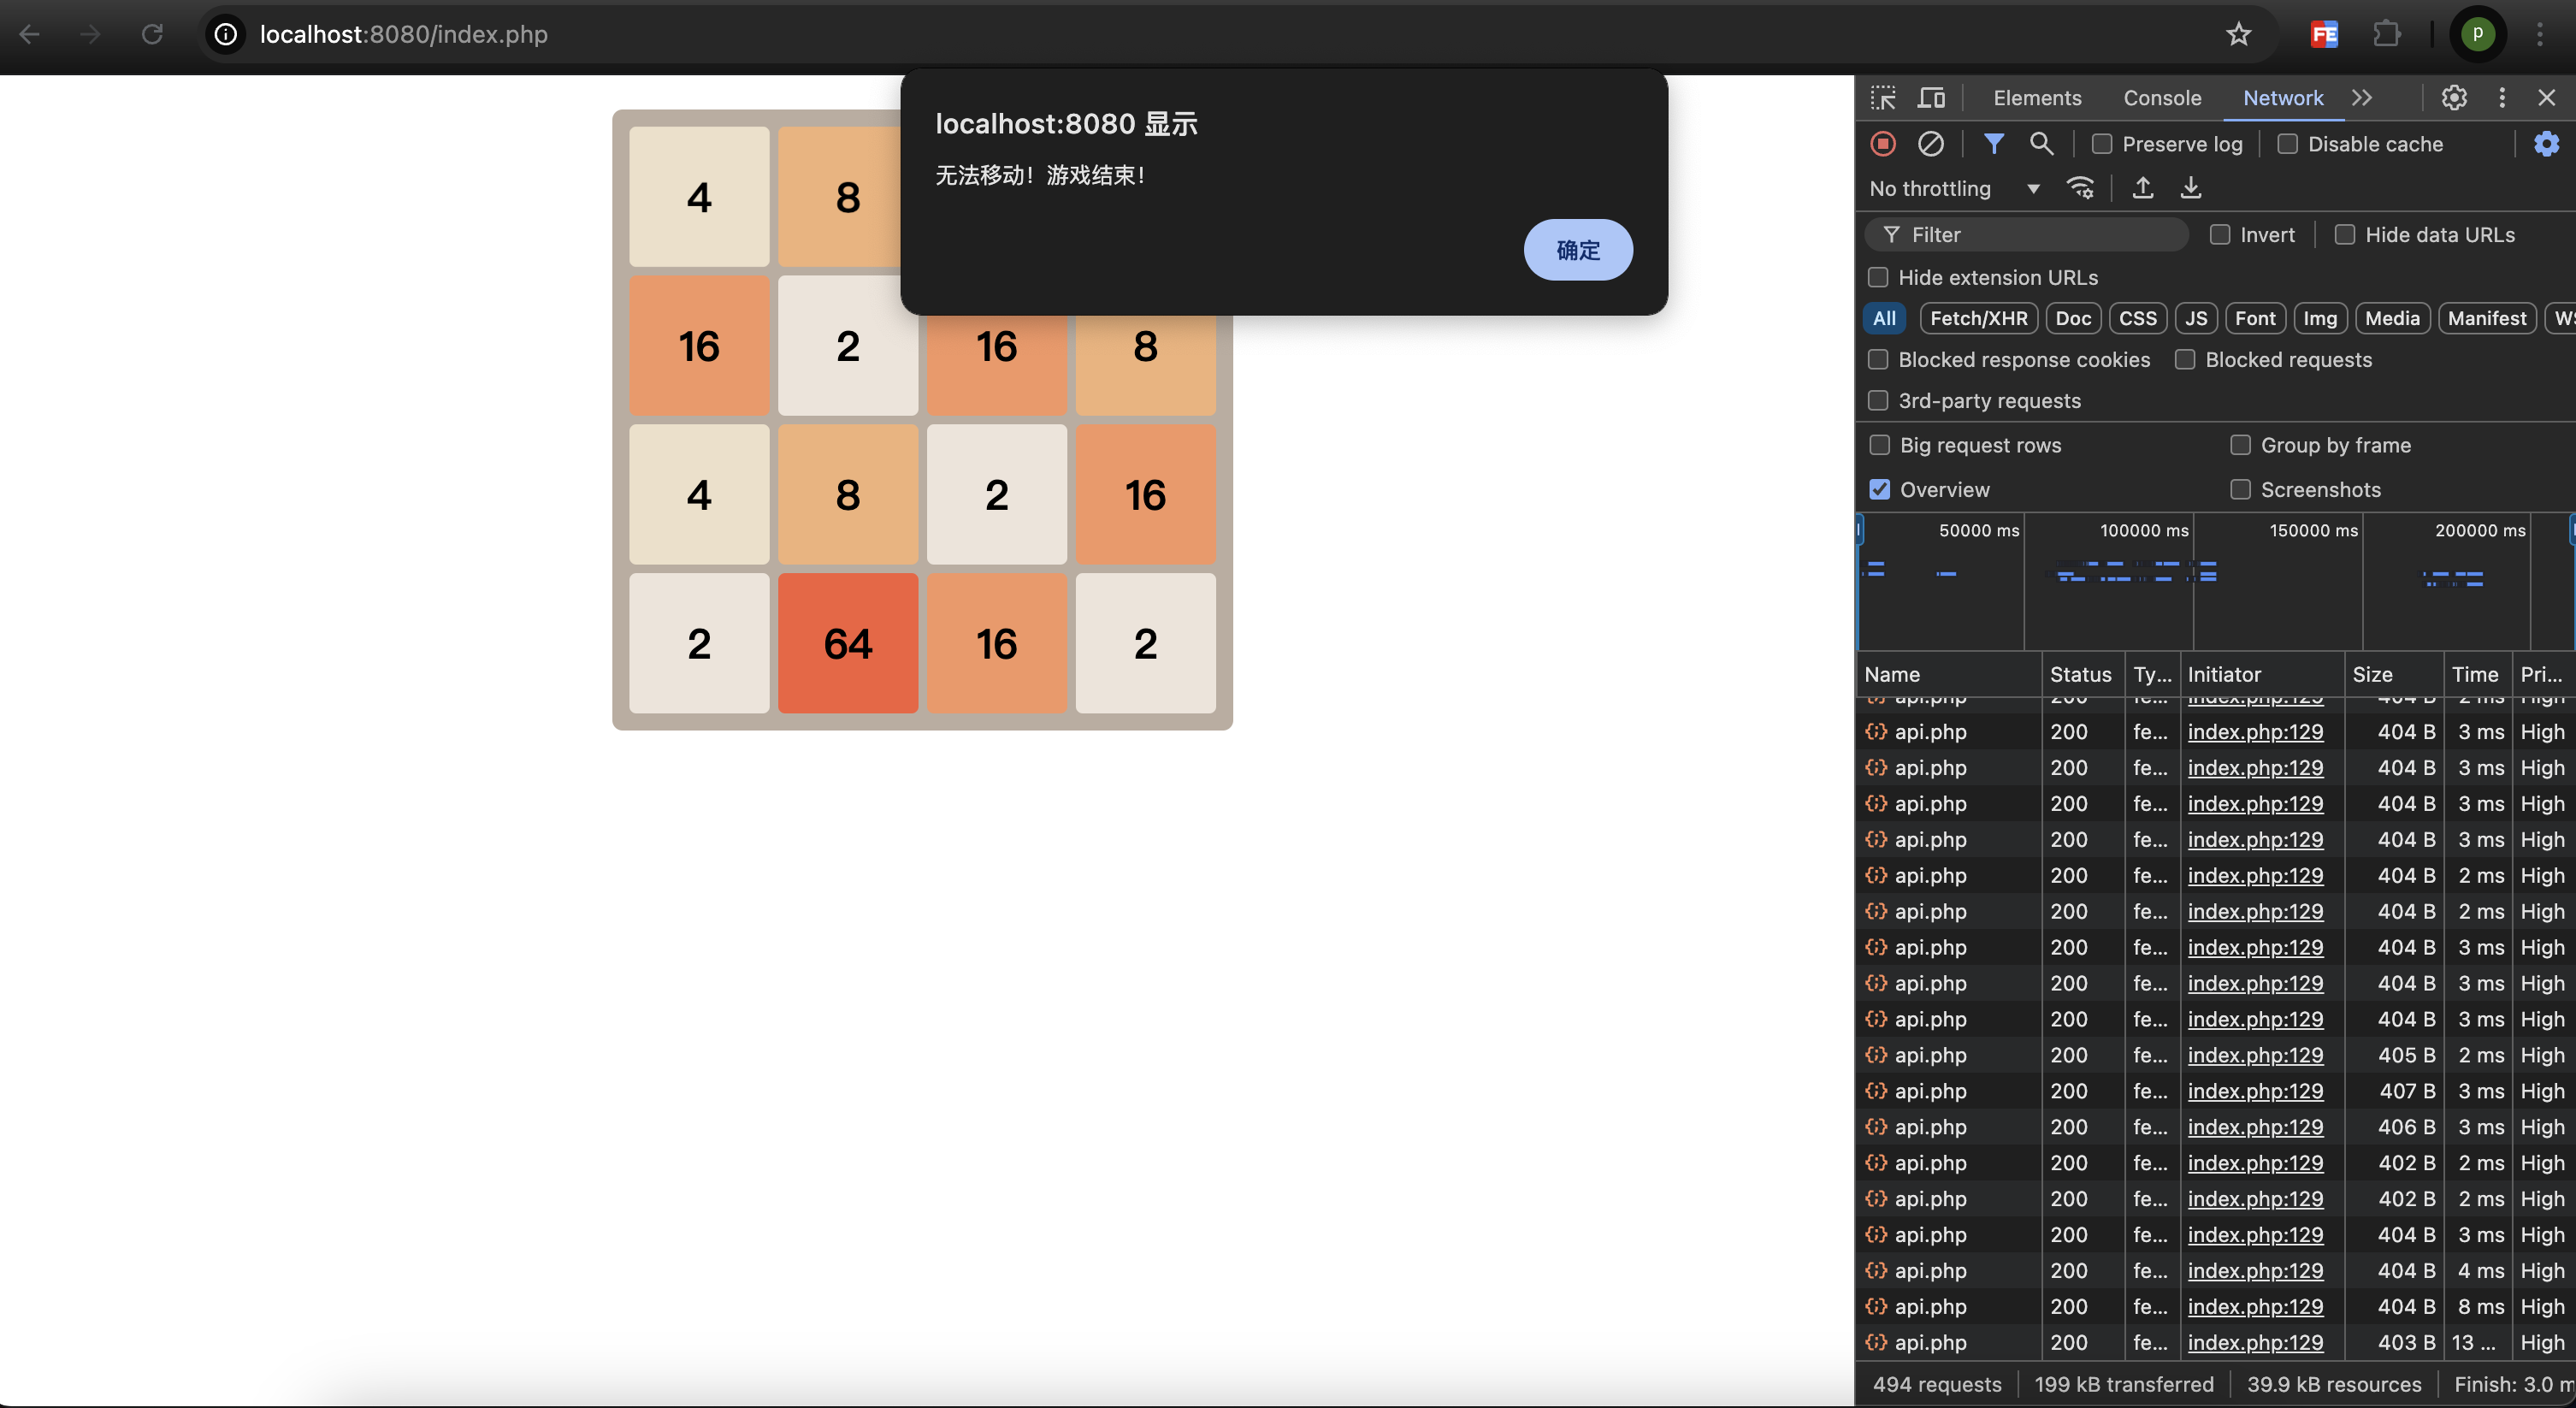 localhost:8080/index.php
FE
p
localhost:8080 显示
无法移动！游戏结束！
确定
4 8
16 2 16 8
4 8 2 16
2 64 16 2
Elements Console Network
Preserve log Disable cache
No throttling
Filter Invert Hide data URLs
Hide extension URLs
All Fetch/XHR Doc CSS JS Font Img Media Manifest
Blocked response cookies Blocked requests
3rd-party requests
Big request rows Group by frame
Overview Screenshots
50000 ms 100000 ms 150000 ms 200000 ms
Name Status Ty... Initiator Size Time Pri...
api.php 200 fe... index.php:129 404 B 2 ms High
api.php 200 fe... index.php:129 404 B 3 ms High
api.php 200 fe... index.php:129 404 B 3 ms High
api.php 200 fe... index.php:129 404 B 3 ms High
api.php 200 fe... index.php:129 404 B 3 ms High
api.php 200 fe... index.php:129 404 B 2 ms High
api.php 200 fe... index.php:129 404 B 2 ms High
api.php 200 fe... index.php:129 404 B 3 ms High
api.php 200 fe... index.php:129 404 B 3 ms High
api.php 200 fe... index.php:129 404 B 3 ms High
api.php 200 fe... index.php:129 405 B 2 ms High
api.php 200 fe... index.php:129 407 B 3 ms High
api.php 200 fe... index.php:129 406 B 3 ms High
api.php 200 fe... index.php:129 402 B 2 ms High
api.php 200 fe... index.php:129 402 B 2 ms High
api.php 200 fe... index.php:129 404 B 3 ms High
api.php 200 fe... index.php:129 404 B 4 ms High
api.php 200 fe... index.php:129 404 B 8 ms High
api.php 200 fe... index.php:129 403 B 13 ... High
494 requests 199 kB transferred 39.9 kB resources Finish: 3.0 m